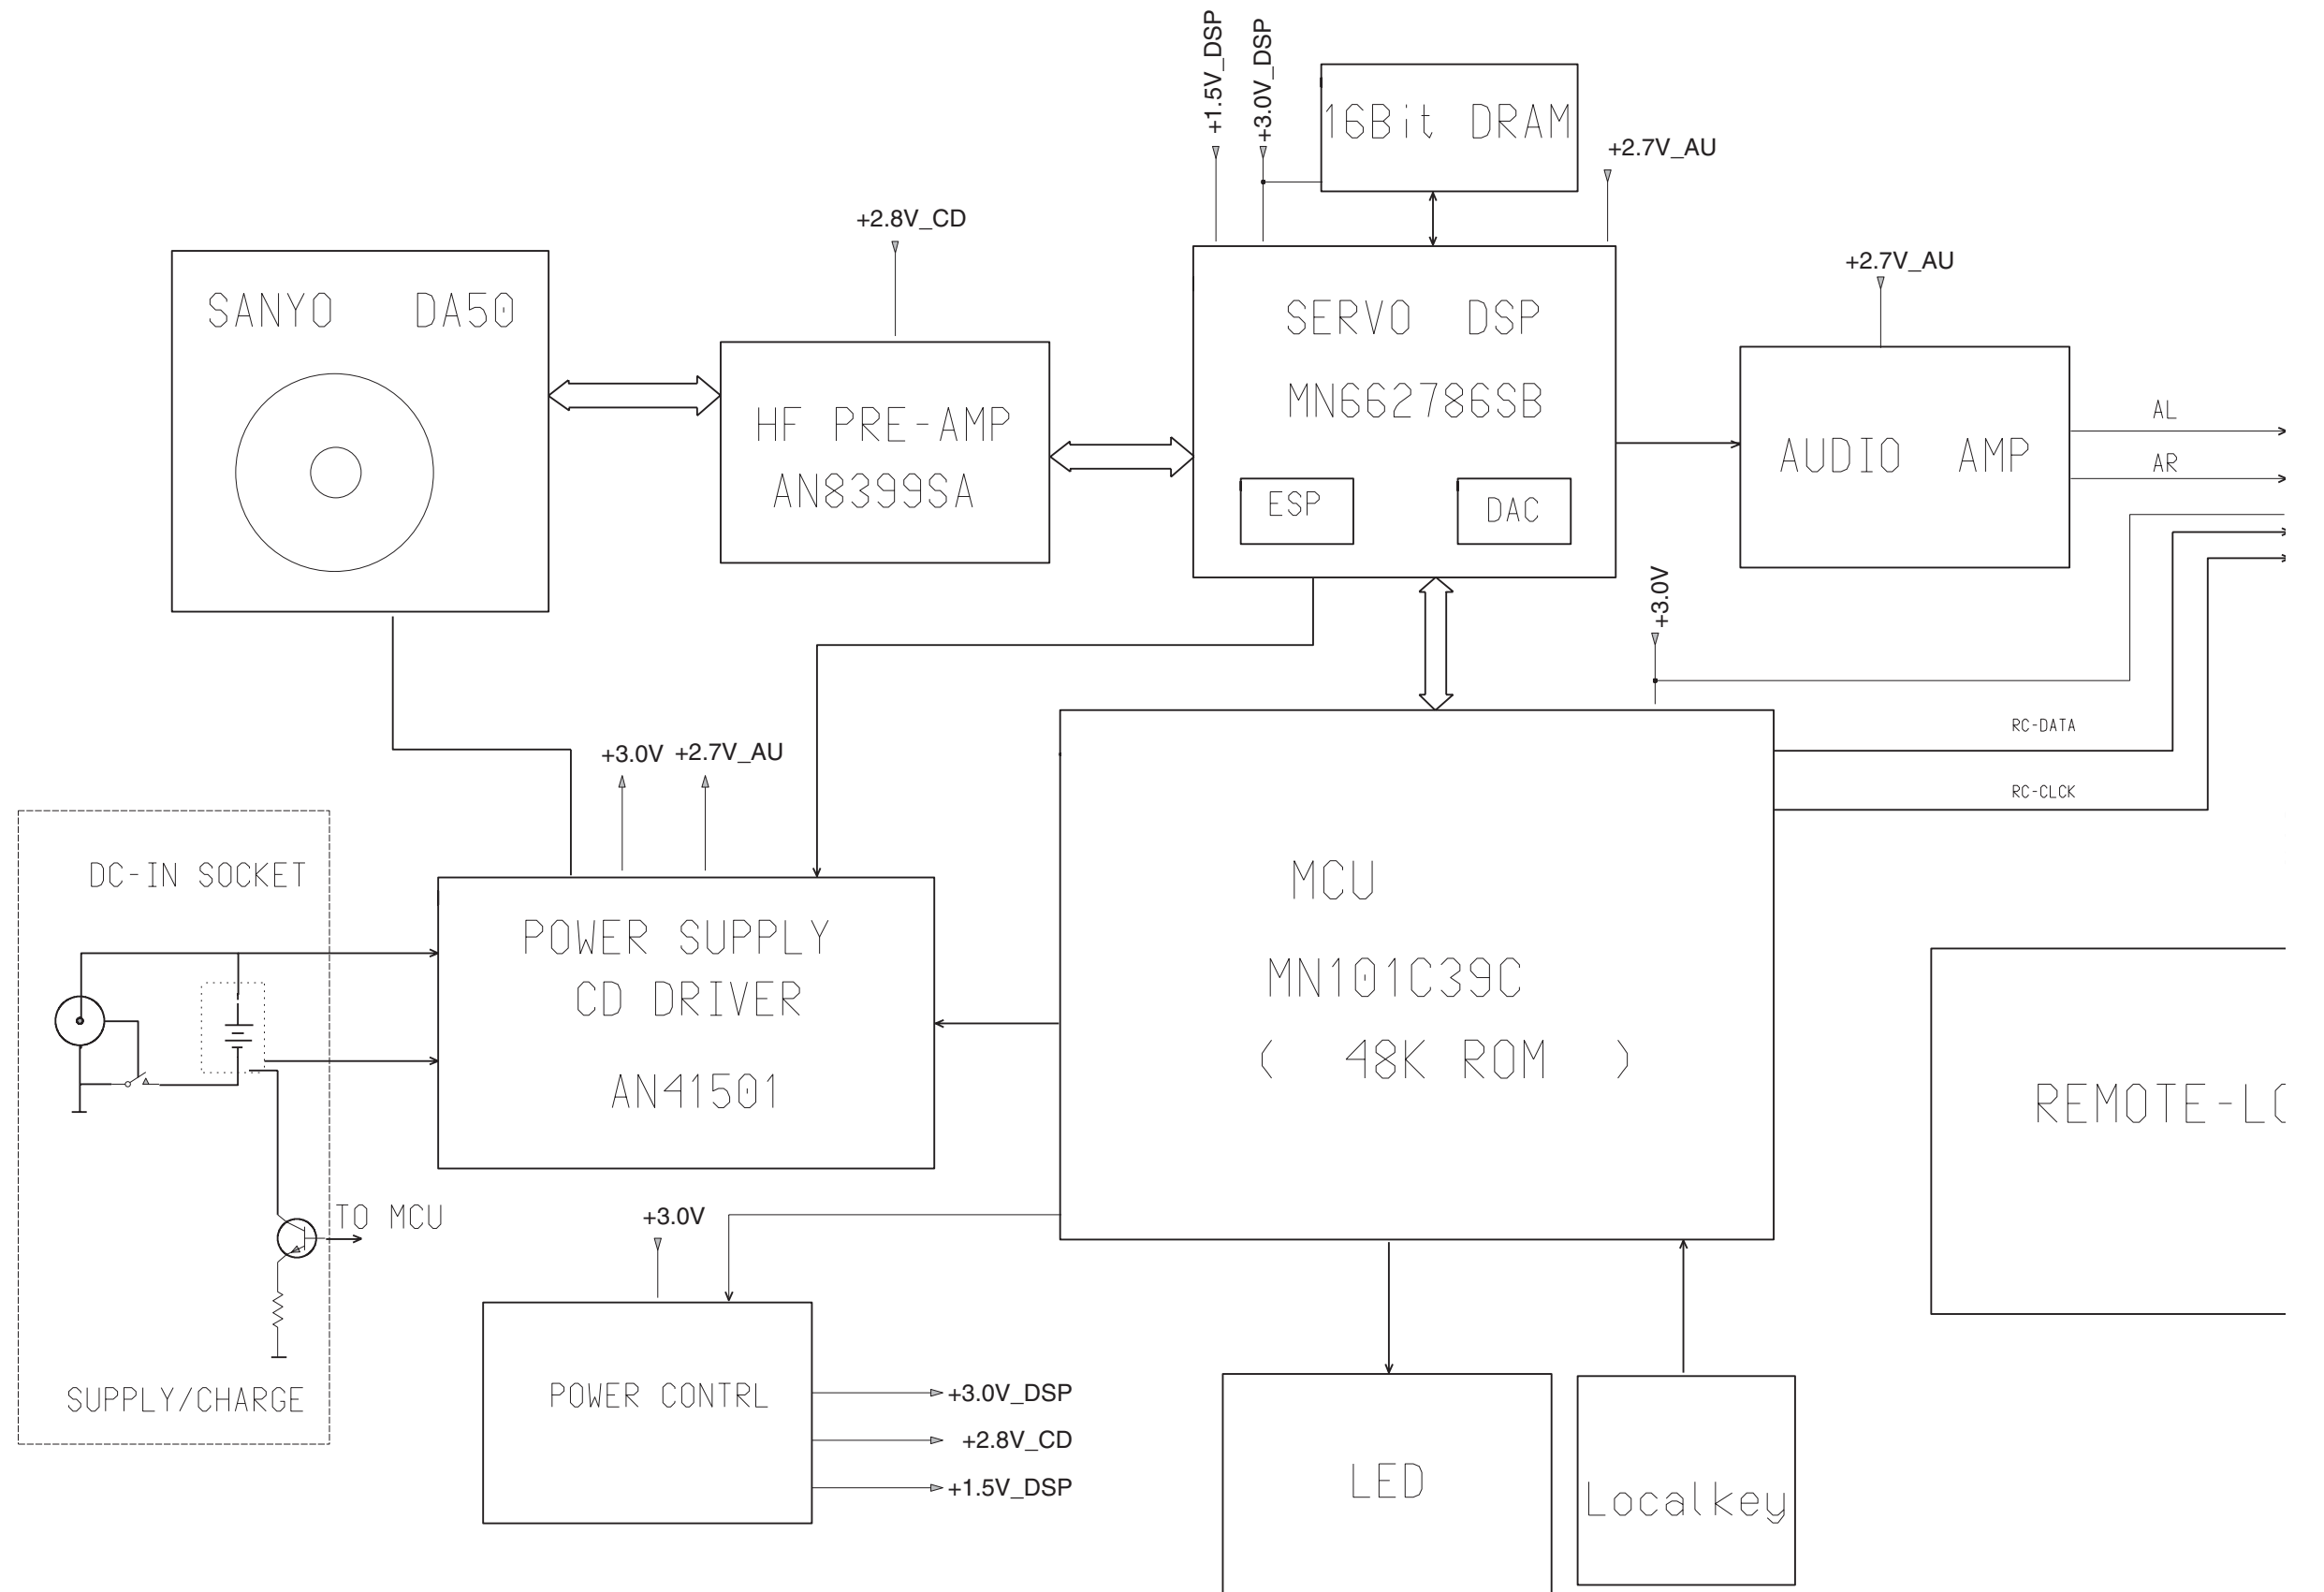 +1.5V_DSP
+3.0V_DSP
16Bit DRAM
+2.7V_AU
+2.8V_CD
SANYO DA50
HF PRE-AMP
AN8399SA
SERVO DSP
MN662786SB
ESP
DAC
+2.7V_AU
AUDIO AMP
AL
AR
+3.0V
RC-DATA
RC-CLCK
+3.0V
+2.7V_AU
DC-IN SOCKET
POWER SUPPLY
CD DRIVER
AN41501
MCU
MN101C39C
( 48K ROM )
REMOTE-LC
TO MCU
SUPPLY/CHARGE
+3.0V
POWER CONTRL
+3.0V_DSP
+2.8V_CD
+1.5V_DSP
LED
Localkey